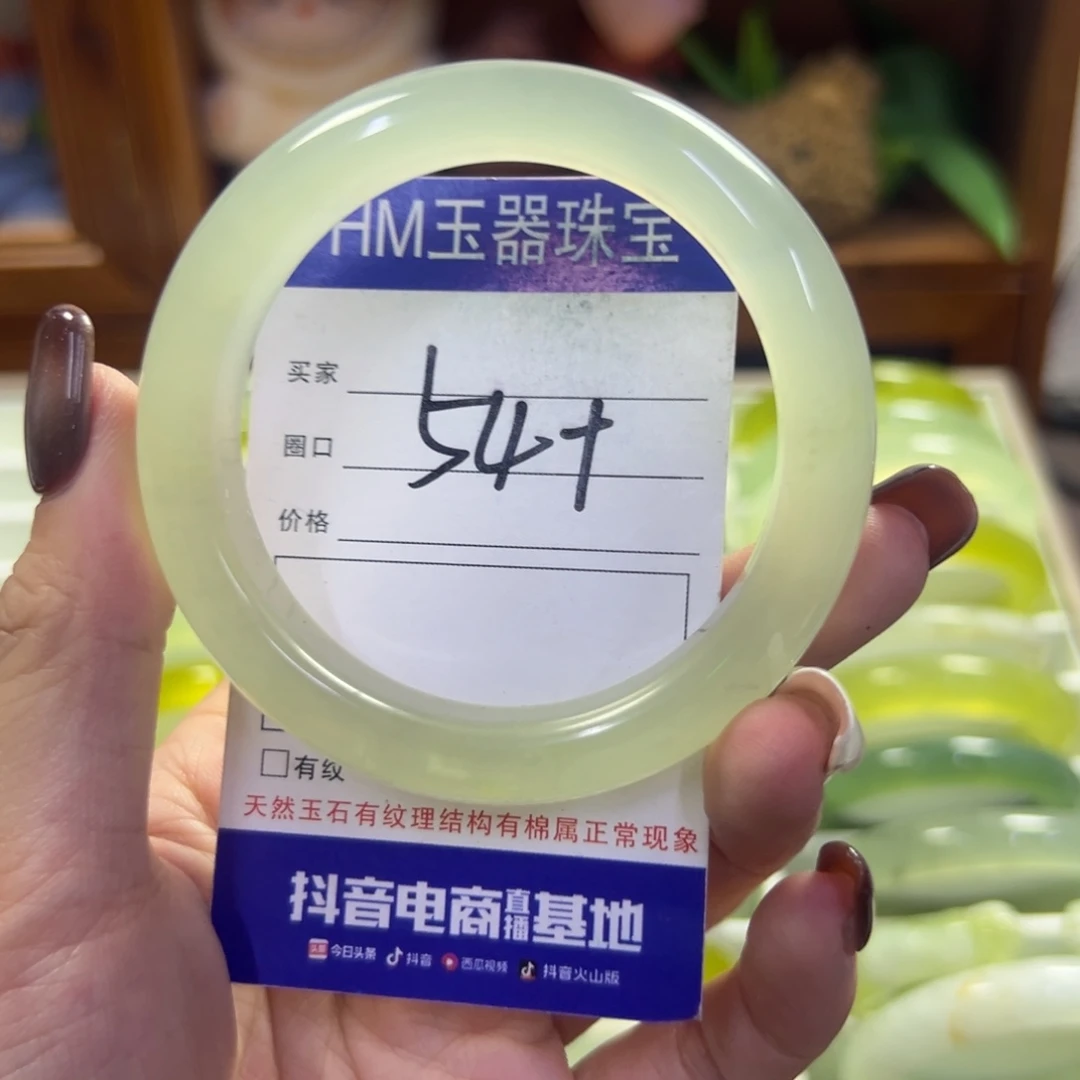 HM玉器珠宝
买家
54+
圈口
价格
有纹
天然玉石有纹理结构有棉属正常现象
抖音电商直播基地
头条 今日头条 抖音 西瓜视频 抖音火山版